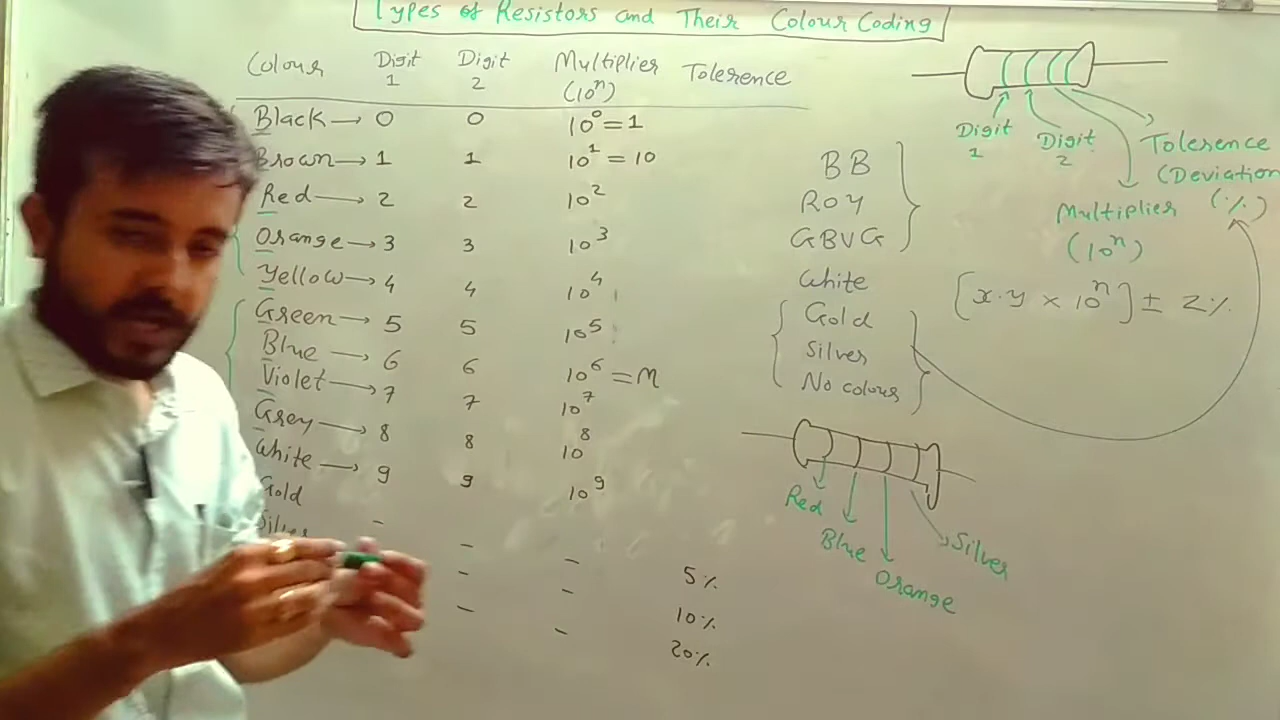 Types of Resistors and Their Colour Coding
Colour Digit 1 Digit 2 Multiplier (10ⁿ) Tolerence
Black → 0 0 10⁰ = 1
Brown → 1 1 10¹ = 10
Red → 2 2 10²
Orange → 3 3 10³
Yellow → 4 4 10⁴
Green → 5 5 10⁵
Blue → 6 6 10⁶ = M
Violet → 7 7 10⁷
Grey → 8 8 10⁸
White → 9 9 10⁹
Gold - - - 5%
Silver - - 10%
- - 20%
BB
ROY
GBVG
White
Gold
Silver
No colour
Digit 1
Digit 2
Multiplier
(10ⁿ)
Tolerence
(Deviation
(%)
[x.y × 10ⁿ] ± Z%
Red
Blue
Orange
Silver